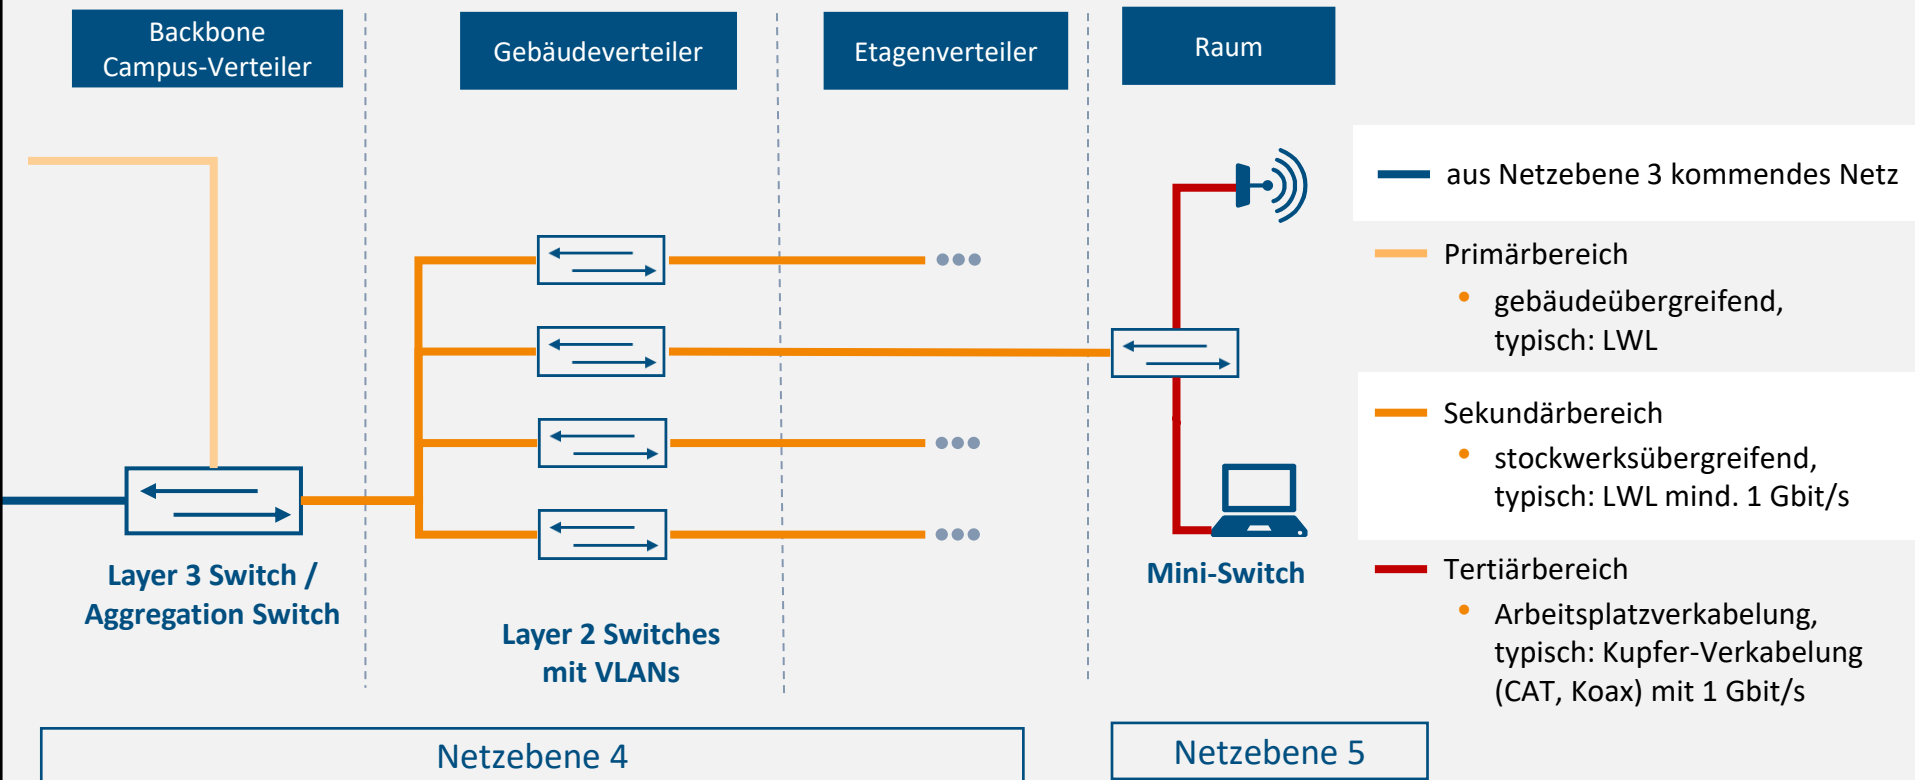 Backbone
Campus-Verteiler
Gebäudeverteiler
Etagenverteiler
Raum
aus Netzebene 3 kommendes Netz
Primärbereich
• gebäudeübergreifend,
typisch: LWL
Sekundärbereich
• stockwerksübergreifend,
typisch: LWL mind. 1 Gbit/s
Tertiärbereich
• Arbeitsplatzverkabelung,
typisch: Kupfer-Verkabelung
(CAT, Koax) mit 1 Gbit/s
Layer 3 Switch /
Aggregation Switch
Layer 2 Switches
mit VLANs
Mini-Switch
Netzebene 4
Netzebene 5